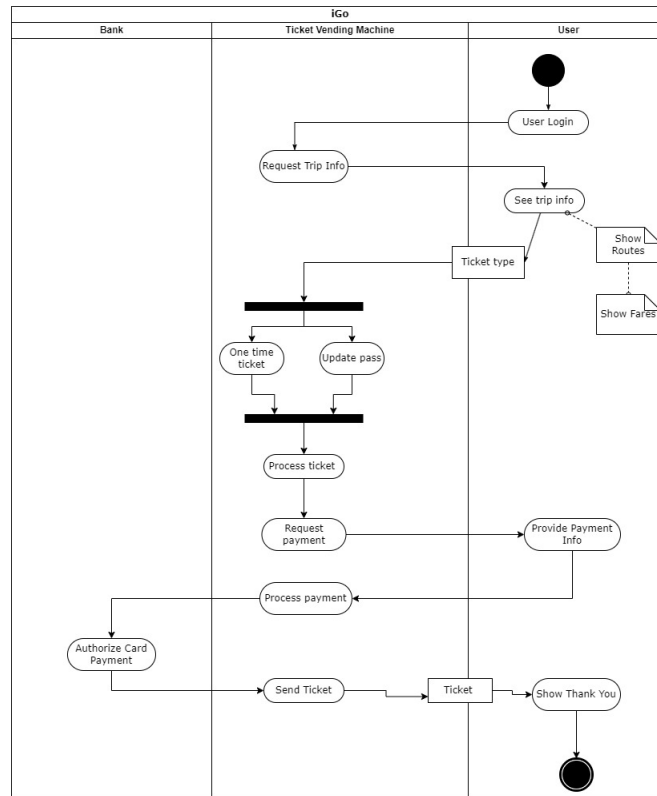 iGo
Bank
Ticket Vending Machine
User
User Login
Request Trip Info
See trip info
Show
Routes
Ticket type
Show Fares
One time
ticket
Update pass
Process ticket
Request
payment
Provide Payment
Info
Process payment
Authorize Card
Payment
Send Ticket
Ticket
Show Thank You